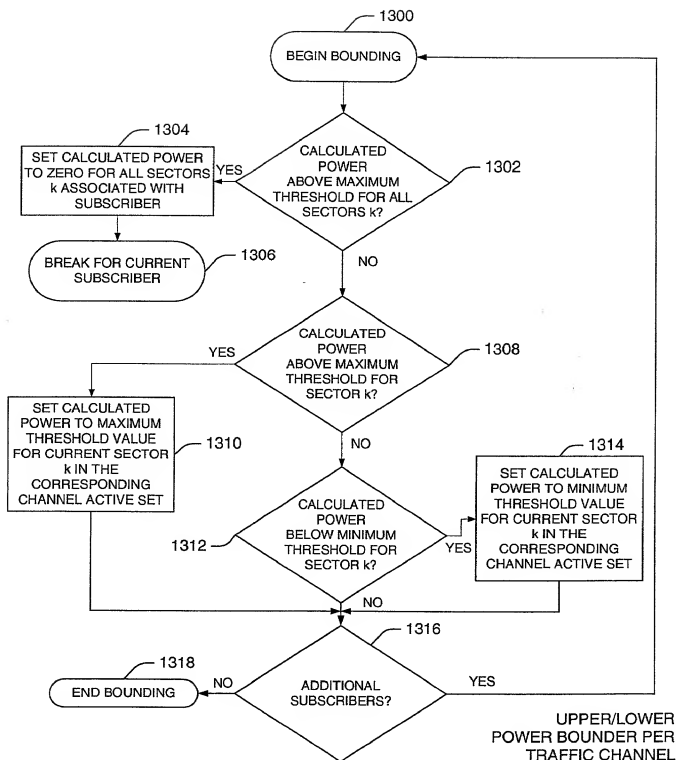 1300
BEGIN BOUNDING
1304
SET CALCULATED POWER
TO ZERO FOR ALL SECTORS
k ASSOCIATED WITH
SUBSCRIBER
YES
CALCULATED
POWER
ABOVE MAXIMUM
THRESHOLD FOR ALL
SECTORS k?
1302
BREAK FOR CURRENT
SUBSCRIBER
1306
NO
YES
CALCULATED
POWER
ABOVE MAXIMUM
THRESHOLD FOR
SECTOR k?
1308
SET CALCULATED
POWER TO MAXIMUM
THRESHOLD VALUE
FOR CURRENT SECTOR
k IN THE
CORRESPONDING
CHANNEL ACTIVE SET
1310
NO
1312
CALCULATED
POWER
BELOW MINIMUM
THRESHOLD FOR
SECTOR k?
YES
1314
SET CALCULATED
POWER TO MINIMUM
THRESHOLD VALUE
FOR CURRENT SECTOR
k IN THE
CORRESPONDING
CHANNEL ACTIVE SET
NO
1316
1318
END BOUNDING
NO
ADDITIONAL
SUBSCRIBERS?
YES
UPPER/LOWER
POWER BOUNDER PER
TRAFFIC CHANNEL